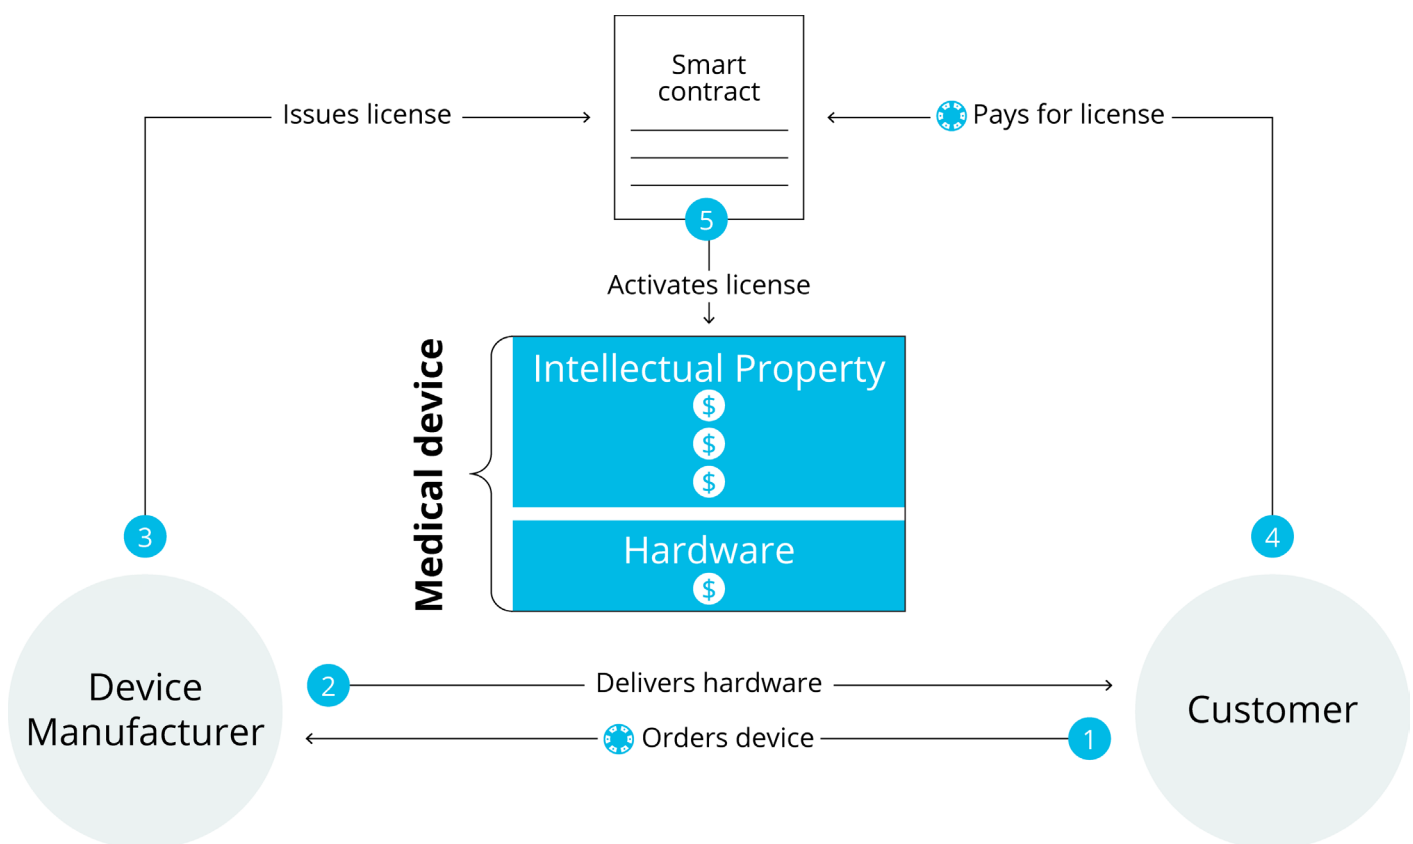 Smart
contract
Issues license
Pays for license
5
Activates license
Medical device
Intellectual Property
$
$
$
Hardware
$
3
4
Device
Manufacturer
Customer
2
Delivers hardware
Orders device
1